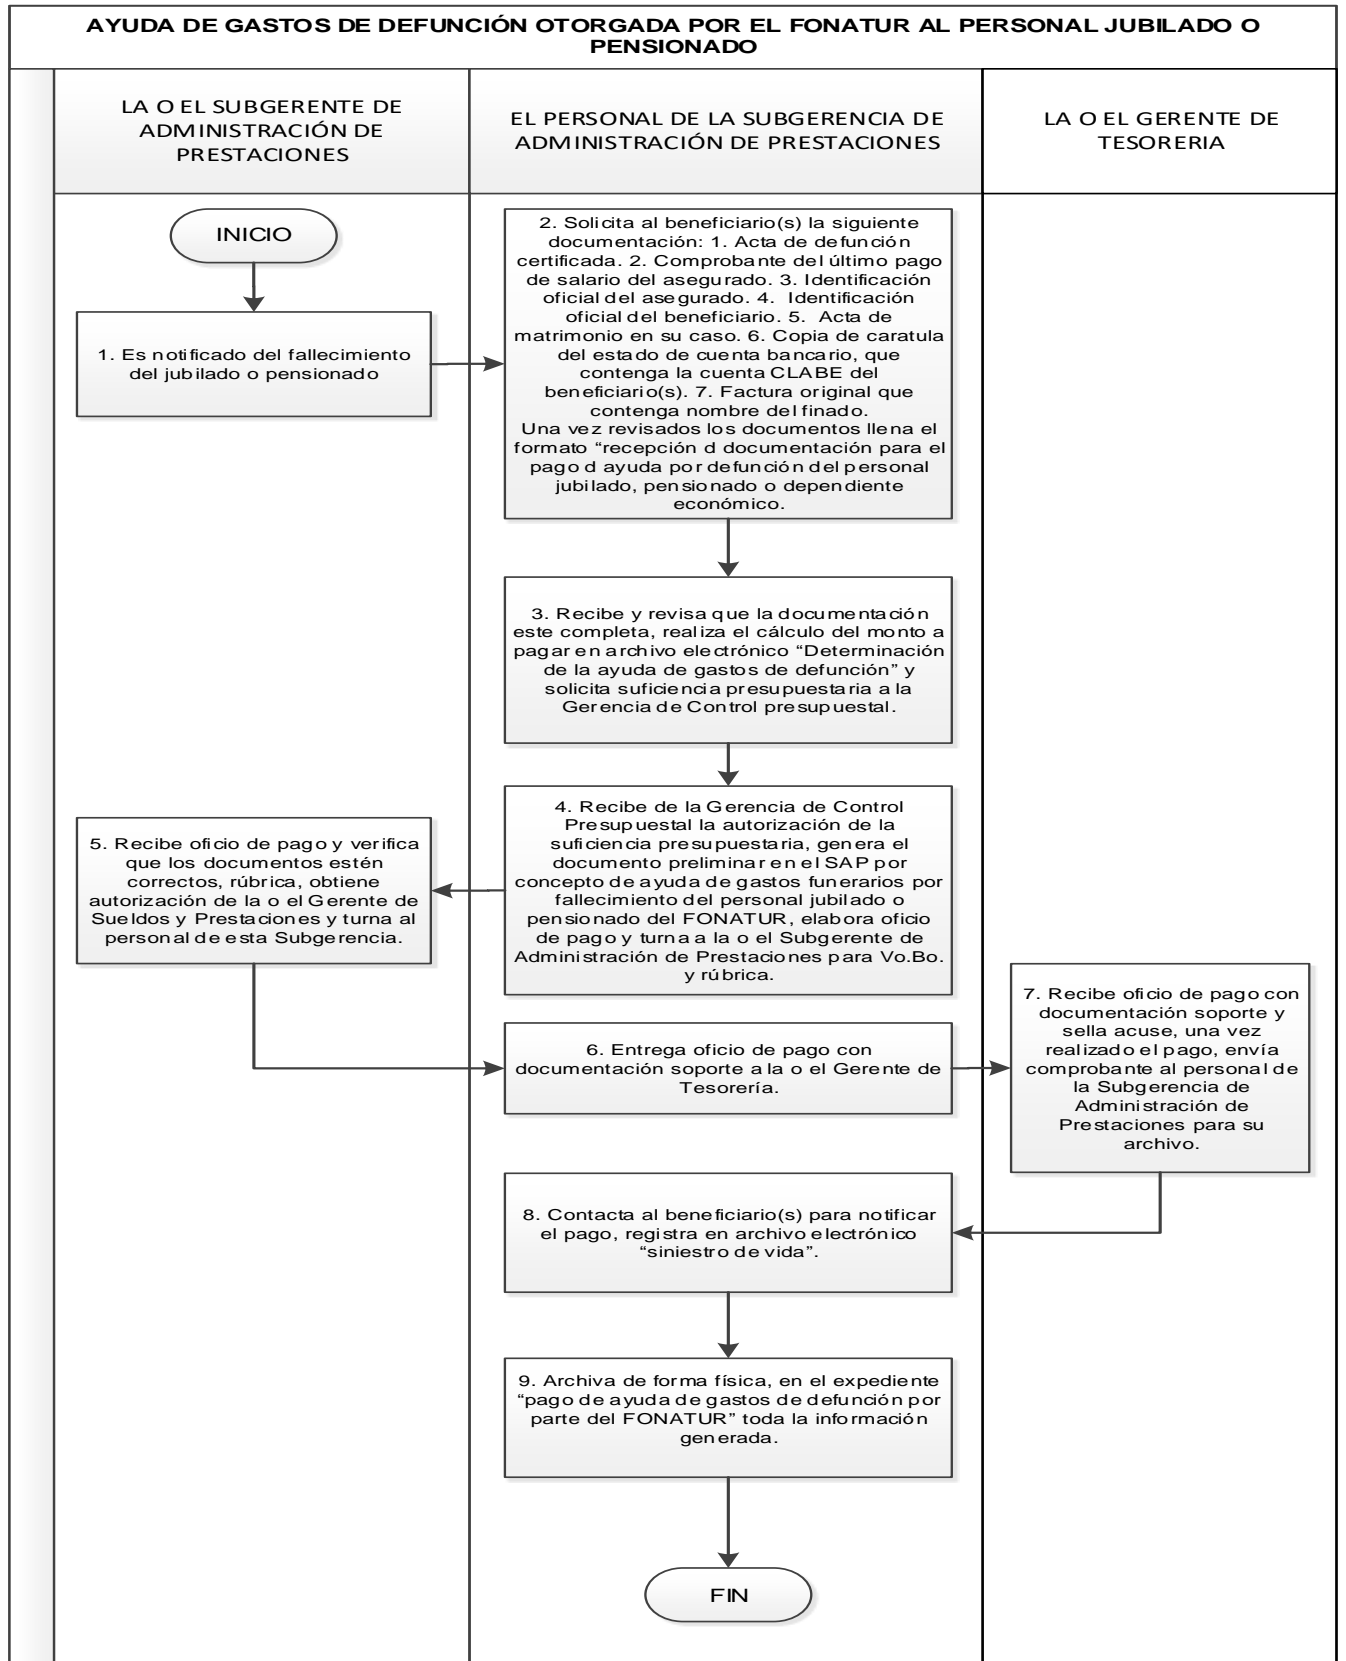 AYUDA DE GASTOS DE DEFUNCIÓN OTORGADA POR EL FONATUR AL PERSONAL JUBILADO O
PENSIONADO
LA O EL SUBGERENTE DE
ADMINISTRACIÓN DE
PRESTACIONES
EL PERSONAL DE LA SUBGERENCIA DE
ADMINISTRACIÓN DE PRESTACIONES
LA O EL GERENTE DE
TESORERIA
INICIO
1. Es notificado del fallecimiento
del jubilado o pensionado
2. Solicita al beneficiario(s) la siguiente
documentación: 1. Acta de defunción
certificada. 2. Comprobante del último pago
de salario del asegurado. 3. Identificación
oficial del asegurado. 4. Identificación
oficial del beneficiario. 5. Acta de
matrimonio en su caso. 6. Copia de caratula
del estado de cuenta bancario, que
contenga la cuenta CLABE del
beneficiario(s). 7. Factura original que
contenga nombre del finado.
Una vez revisados los documentos llena el
formato “recepción d documentación para el
pago d ayuda por defunción del personal
jubilado, pensionado o dependiente
económico.
3. Recibe y revisa que la documentación
este completa, realiza el cálculo del monto a
pagar en archivo electrónico “Determinación
de la ayuda de gastos de defunción” y
solicita suficiencia presupuestaria a la
Gerencia de Control presupuestal.
4. Recibe de la Gerencia de Control
Presupuestal la autorización de la
suficiencia presupuestaria, genera el
documento preliminar en el SAP por
concepto de ayuda de gastos funerarios por
fallecimiento del personal jubilado o
pensionado del FONATUR, elabora oficio
de pago y turna a la o el Subgerente de
Administración de Prestaciones para Vo.Bo.
y rúbrica.
5. Recibe oficio de pago y verifica
que los documentos estén
correctos, rúbrica, obtiene
autorización de la o el Gerente de
Sueldos y Prestaciones y turna al
personal de esta Subgerencia.
6. Entrega oficio de pago con
documentación soporte a la o el Gerente de
Tesorería.
7. Recibe oficio de pago con
documentación soporte y
sella acuse, una vez
realizado el pago, envía
comprobante al personal de
la Subgerencia de
Administración de
Prestaciones para su
archivo.
8. Contacta al beneficiario(s) para notificar
el pago, registra en archivo electrónico
“siniestro de vida”.
9. Archiva de forma física, en el expediente
“pago de ayuda de gastos de defunción por
parte del FONATUR” toda la información
generada.
FIN